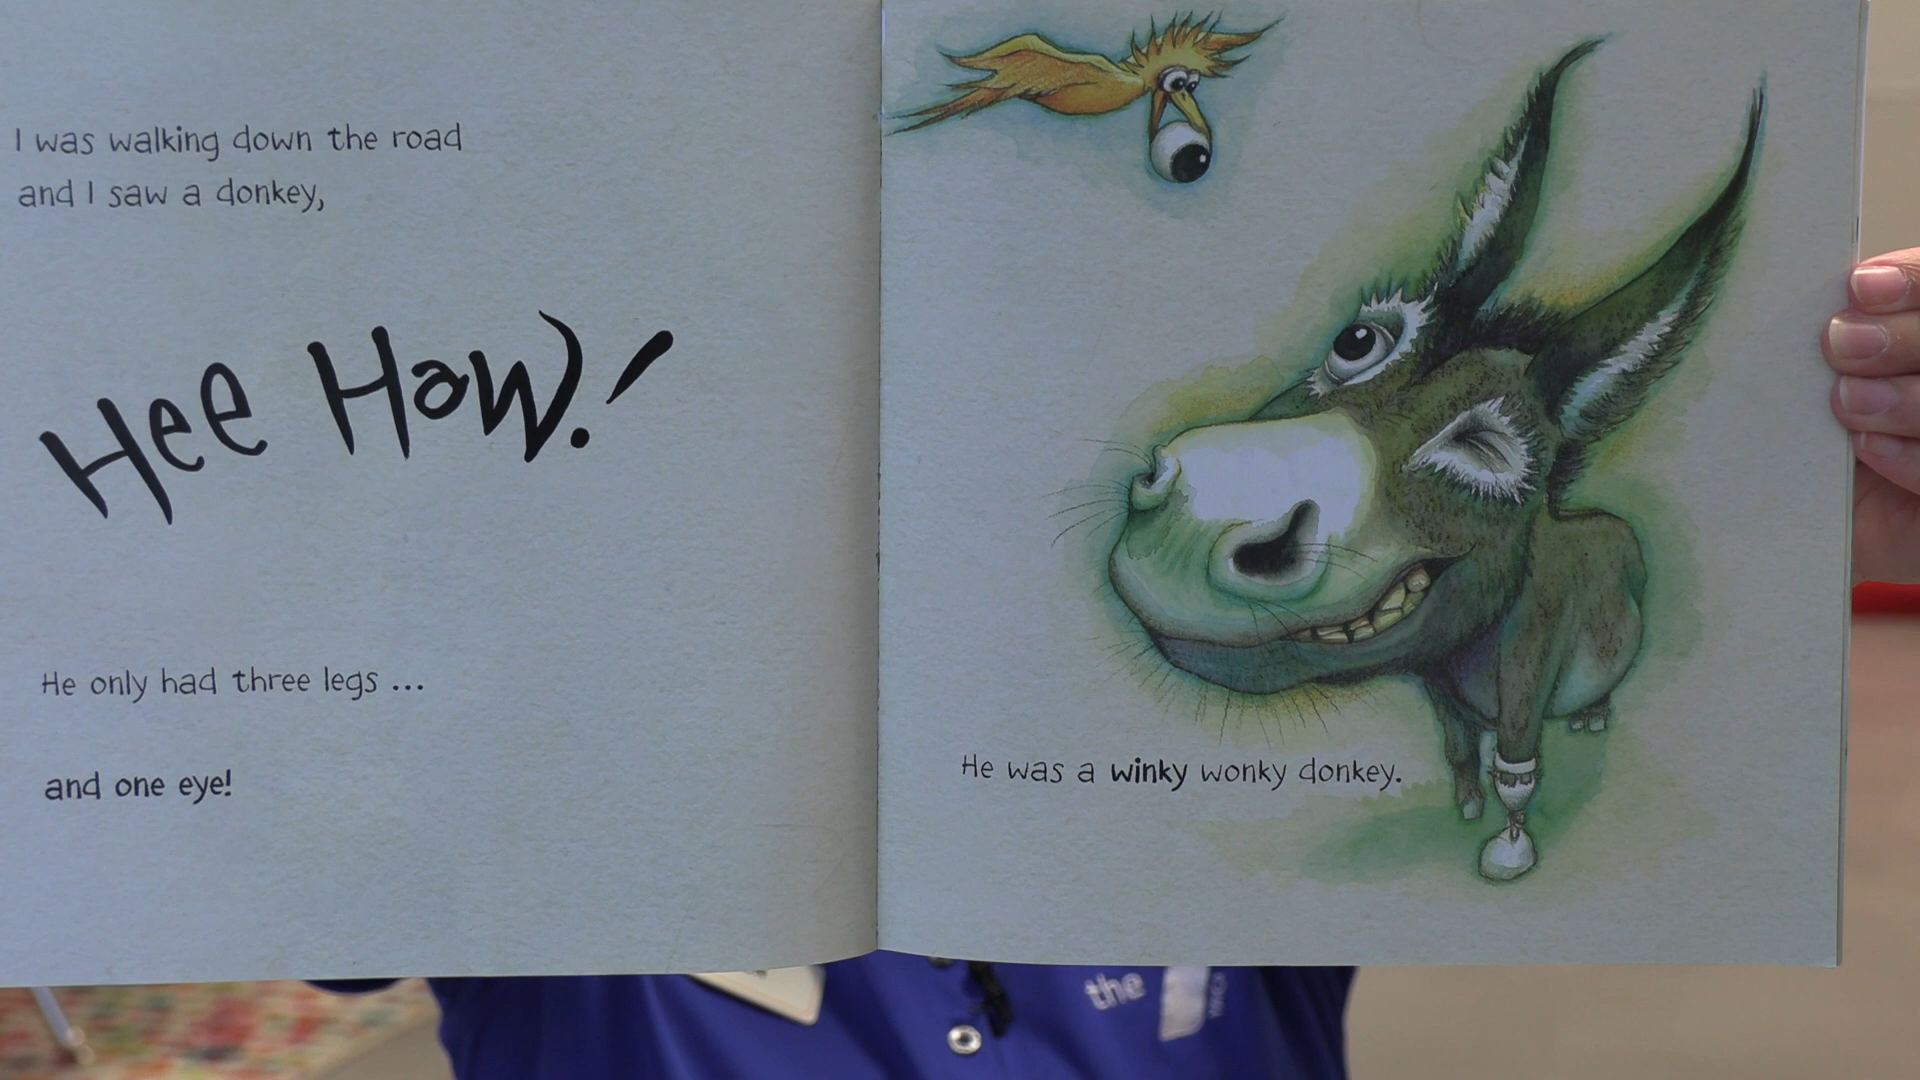 I was walking down the road
and I saw a donkey,
Hee Haw!
He only had three legs ...
and one eye!
He was a winky wonky donkey.
the
YMCA